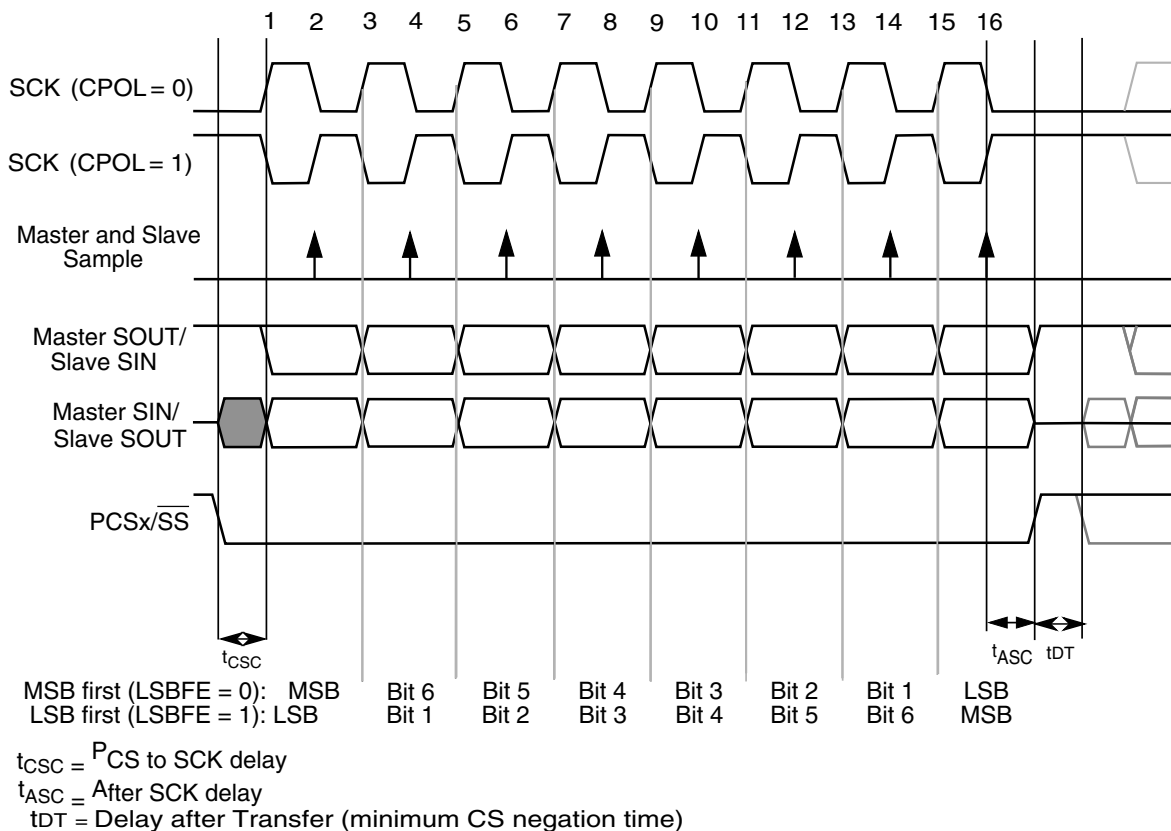 1 2 3 4 5 6 7 8 9 10 11 12 13 14 15 16
SCK (CPOL = 0)
SCK (CPOL = 1)
Master and Slave
Sample
Master SOUT/
Slave SIN
Master SIN/
Slave SOUT
PCSx/SS
tCSC
tASC
tDT
MSB first (LSBFE = 0): MSB Bit 6 Bit 5 Bit 4 Bit 3 Bit 2 Bit 1 LSB
LSB first (LSBFE = 1): LSB Bit 1 Bit 2 Bit 3 Bit 4 Bit 5 Bit 6 MSB
tCSC = PCS to SCK delay
tASC = After SCK delay
tDT = Delay after Transfer (minimum CS negation time)